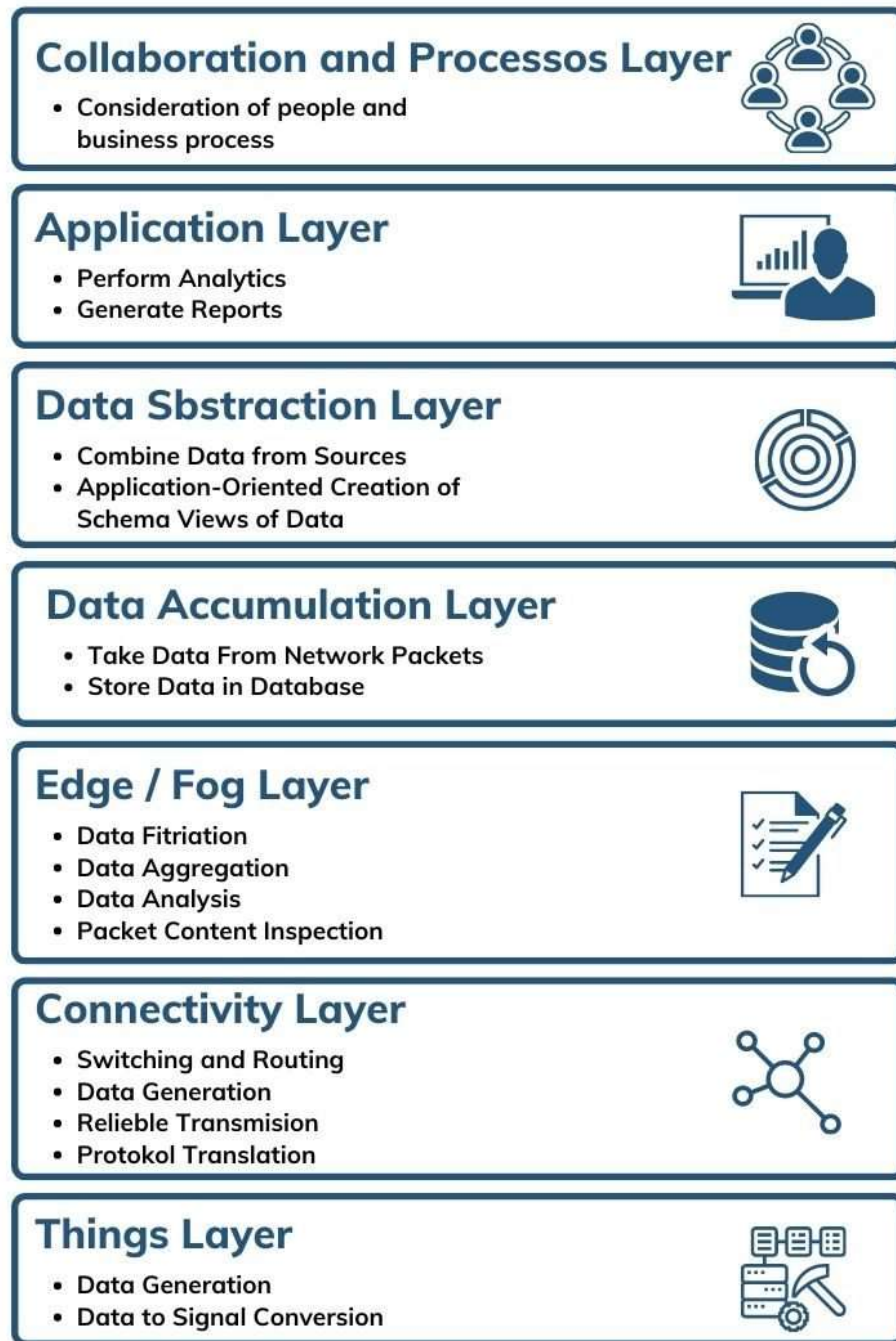 Collaboration and Processos Layer
• Consideration of people and
business process
Application Layer
• Perform Analytics
• Generate Reports
Data Sbstraction Layer
• Combine Data from Sources
• Application-Oriented Creation of
Schema Views of Data
Data Accumulation Layer
• Take Data From Network Packets
• Store Data in Database
Edge / Fog Layer
• Data Fitriation
• Data Aggregation
• Data Analysis
• Packet Content Inspection
Connectivity Layer
• Switching and Routing
• Data Generation
• Relieble Transmision
• Protokol Translation
Things Layer
• Data Generation
• Data to Signal Conversion